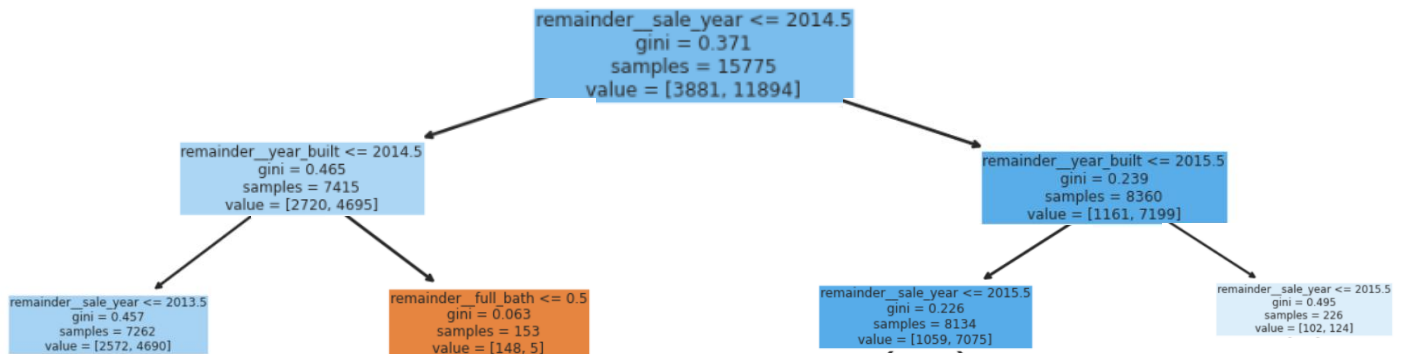 remainder__sale_year <= 2014.5
gini = 0.371
samples = 15775
value = [3881, 11894]
remainder__year_built <= 2014.5
gini = 0.465
samples = 7415
value = [2720, 4695]
remainder__year_built <= 2015.5
gini = 0.239
samples = 8360
value = [1161, 7199]
remainder__sale_year <= 2013.5
gini = 0.457
samples = 7262
value = [2572, 4690]
remainder__full_bath <= 0.5
gini = 0.063
samples = 153
value = [148, 5]
remainder__sale_year <= 2015.5
gini = 0.226
samples = 8134
value = [1059, 7075]
remainder__sale_year <= 2015.5
gini = 0.495
samples = 226
value = [102, 124]